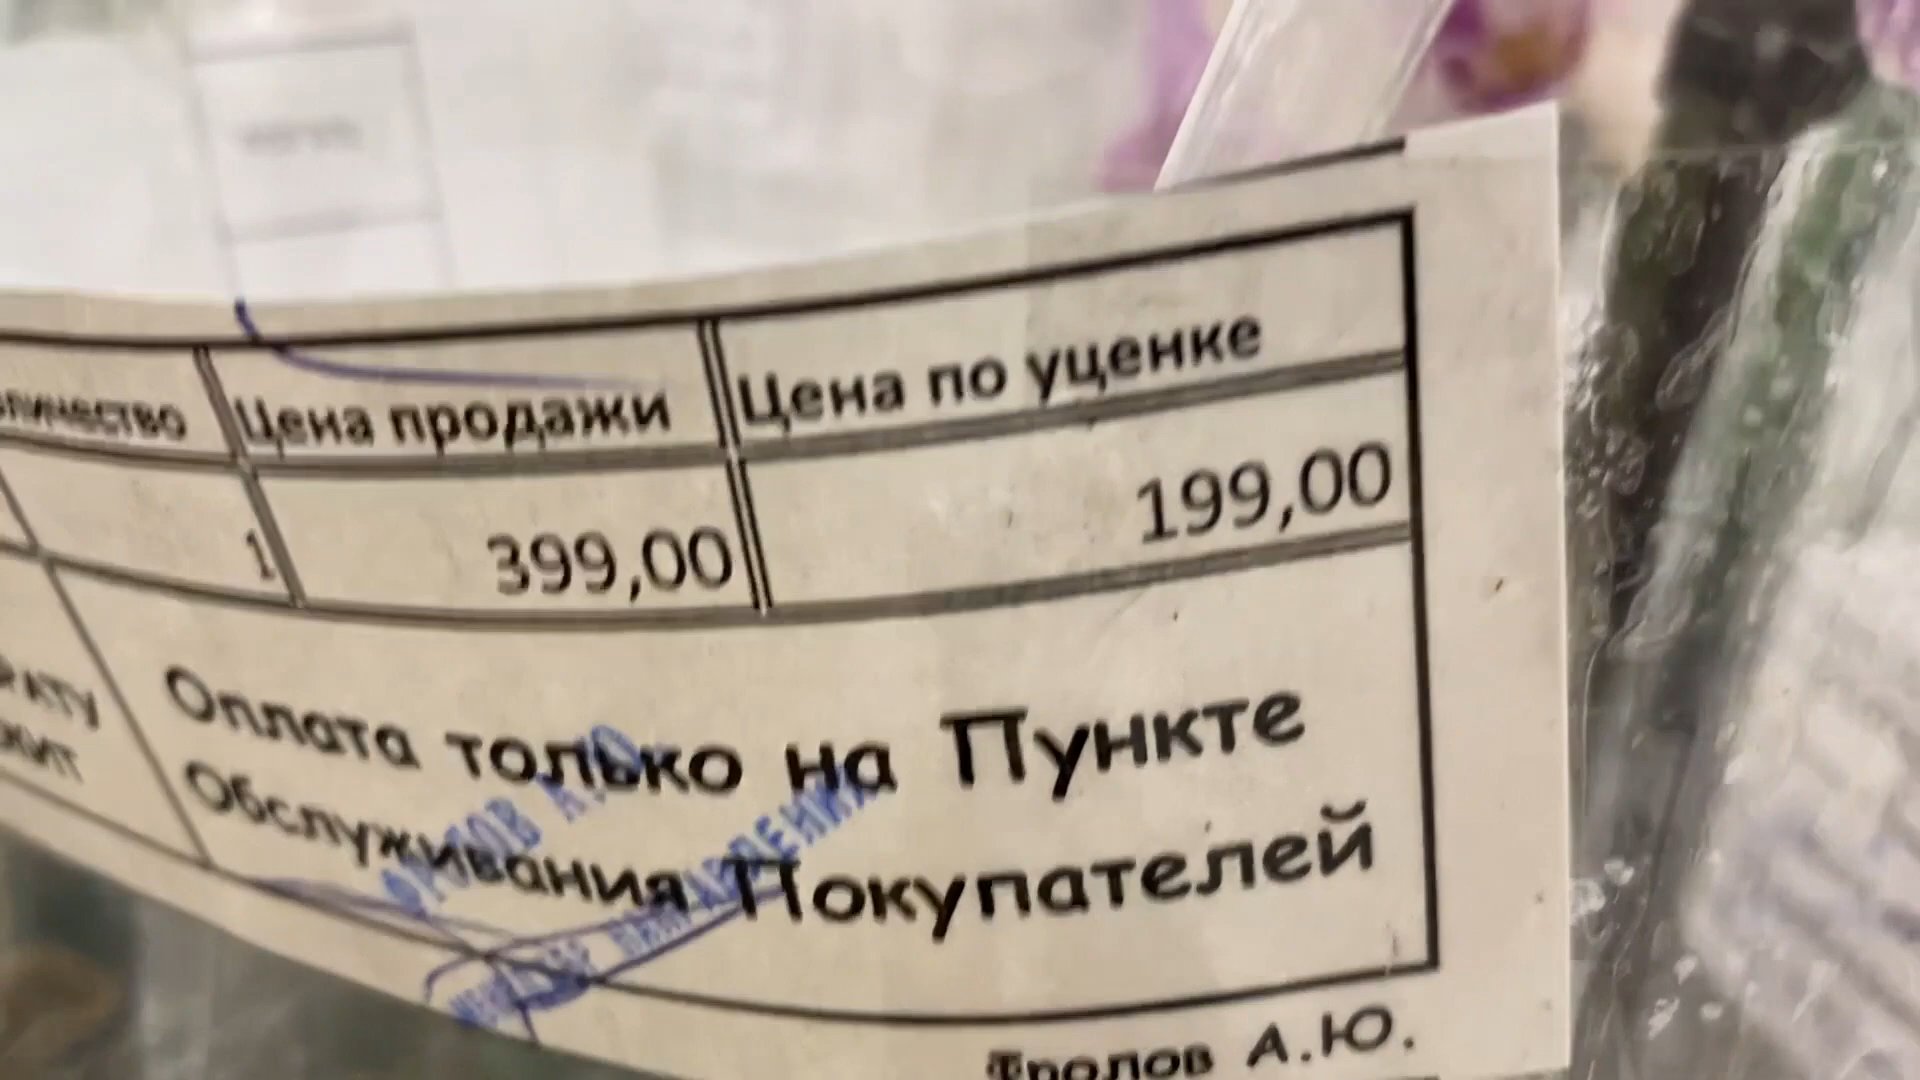 Цена продажи Цена по уценке
1 399,00 199,00
Оплата только на Пункте
Обслуживания Покупателей
Фролов А.Ю.